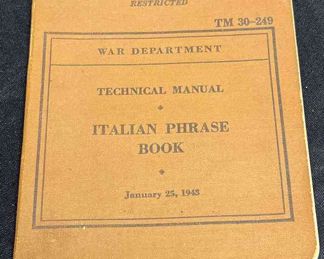 RESTRICTED
TM 30-249
WAR DEPARTMENT
TECHNICAL MANUAL
ITALIAN PHRASE
BOOK
January 25, 1943